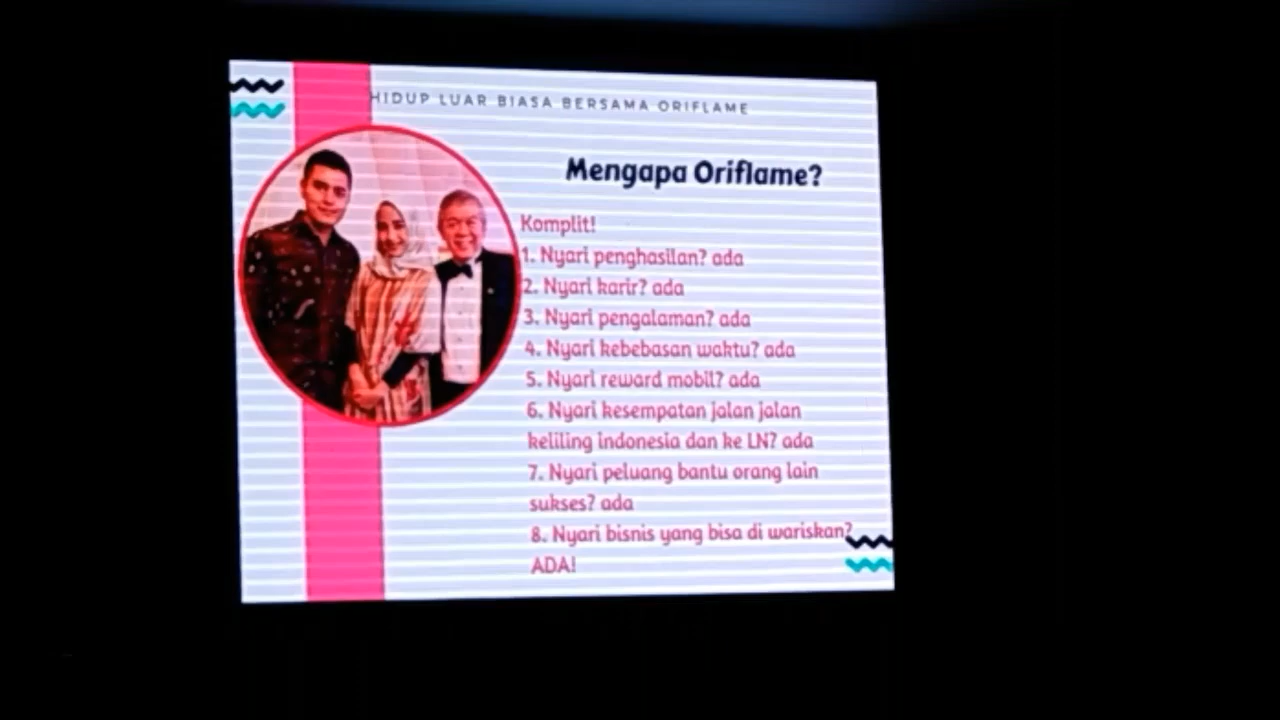 HIDUP LUAR BIASA BERSAMA ORIFLAME
Mengapa Oriflame?
Komplit!
1. Nyari penghasilan? ada
2. Nyari karir? ada
3. Nyari pengalaman? ada
4. Nyari kebebasan waktu? ada
5. Nyari reward mobil? ada
6. Nyari kesempatan jalan jalan
keliling indonesia dan ke LN? ada
7. Nyari peluang bantu orang lain
sukses? ada
8. Nyari bisnis yang bisa di wariskan?
ADA!